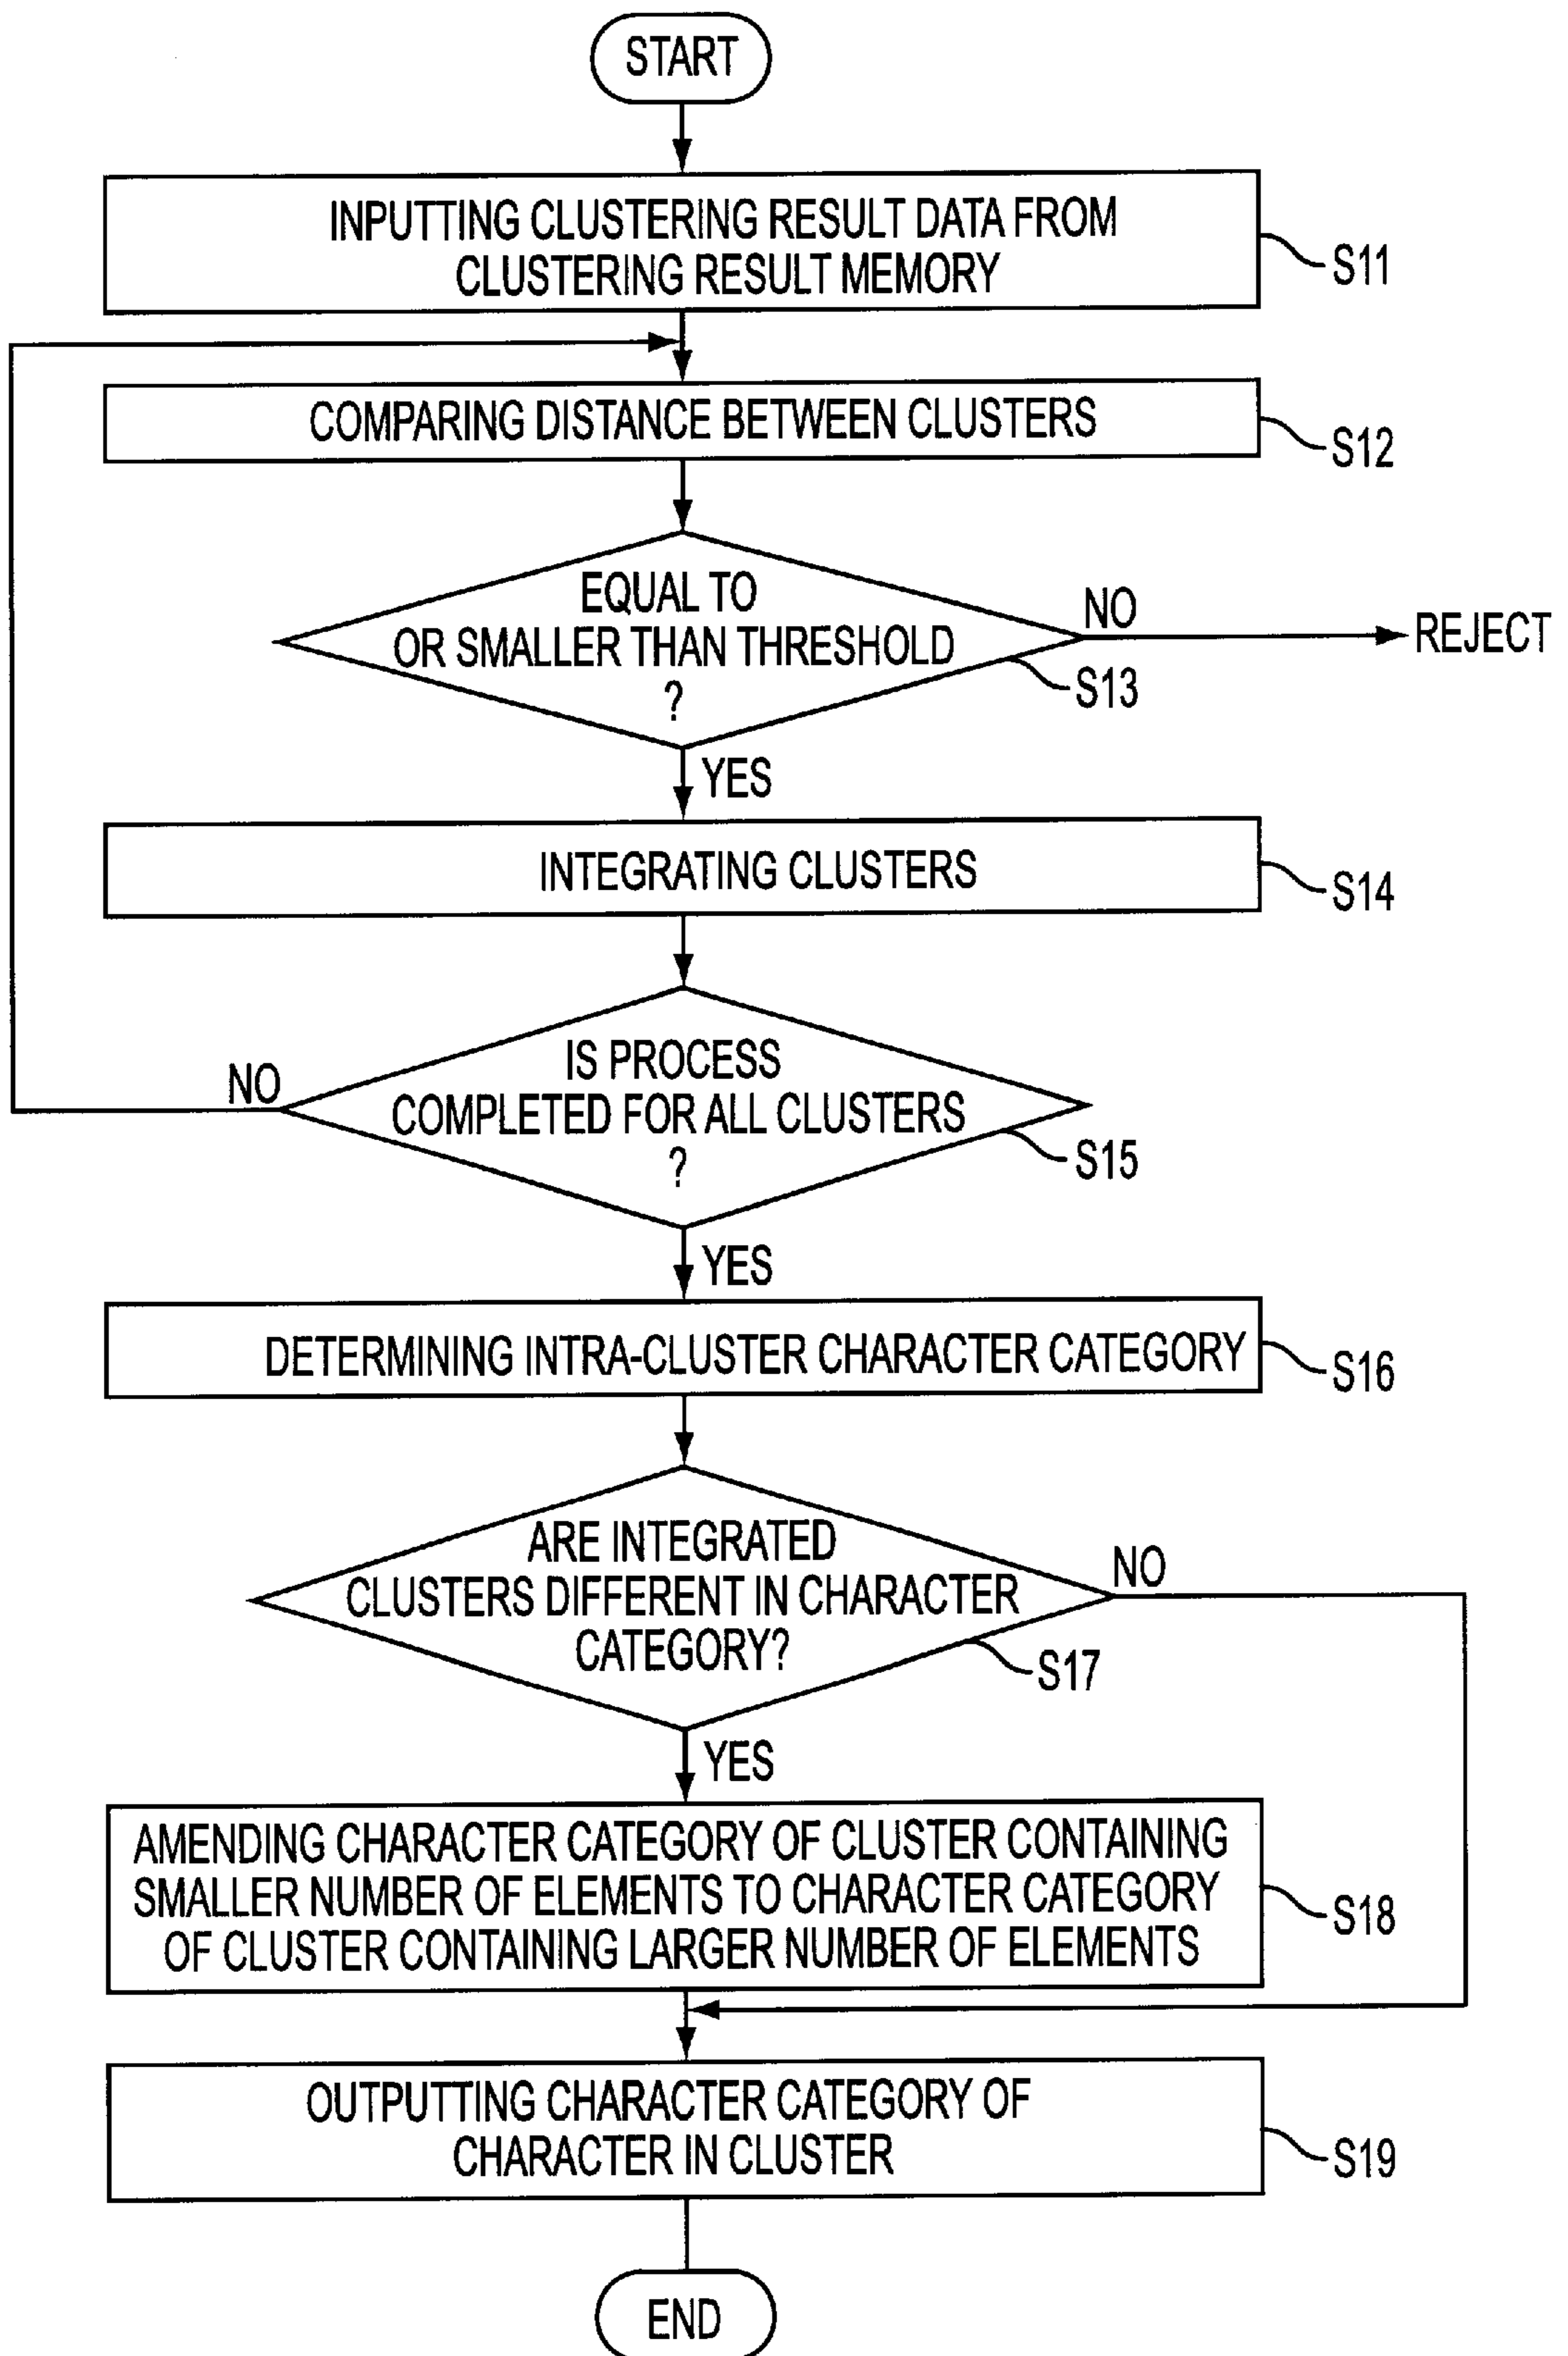 START
INPUTTING CLUSTERING RESULT DATA FROM
CLUSTERING RESULT MEMORY
S11
COMPARING DISTANCE BETWEEN CLUSTERS
S12
EQUAL TO
OR SMALLER THAN THRESHOLD
?
NO
REJECT
S13
YES
INTEGRATING CLUSTERS
S14
IS PROCESS
COMPLETED FOR ALL CLUSTERS
?
NO
S15
YES
DETERMINING INTRA-CLUSTER CHARACTER CATEGORY
S16
ARE INTEGRATED
CLUSTERS DIFFERENT IN CHARACTER
CATEGORY?
NO
S17
YES
AMENDING CHARACTER CATEGORY OF CLUSTER CONTAINING
SMALLER NUMBER OF ELEMENTS TO CHARACTER CATEGORY
OF CLUSTER CONTAINING LARGER NUMBER OF ELEMENTS
S18
OUTPUTTING CHARACTER CATEGORY OF
CHARACTER IN CLUSTER
S19
END